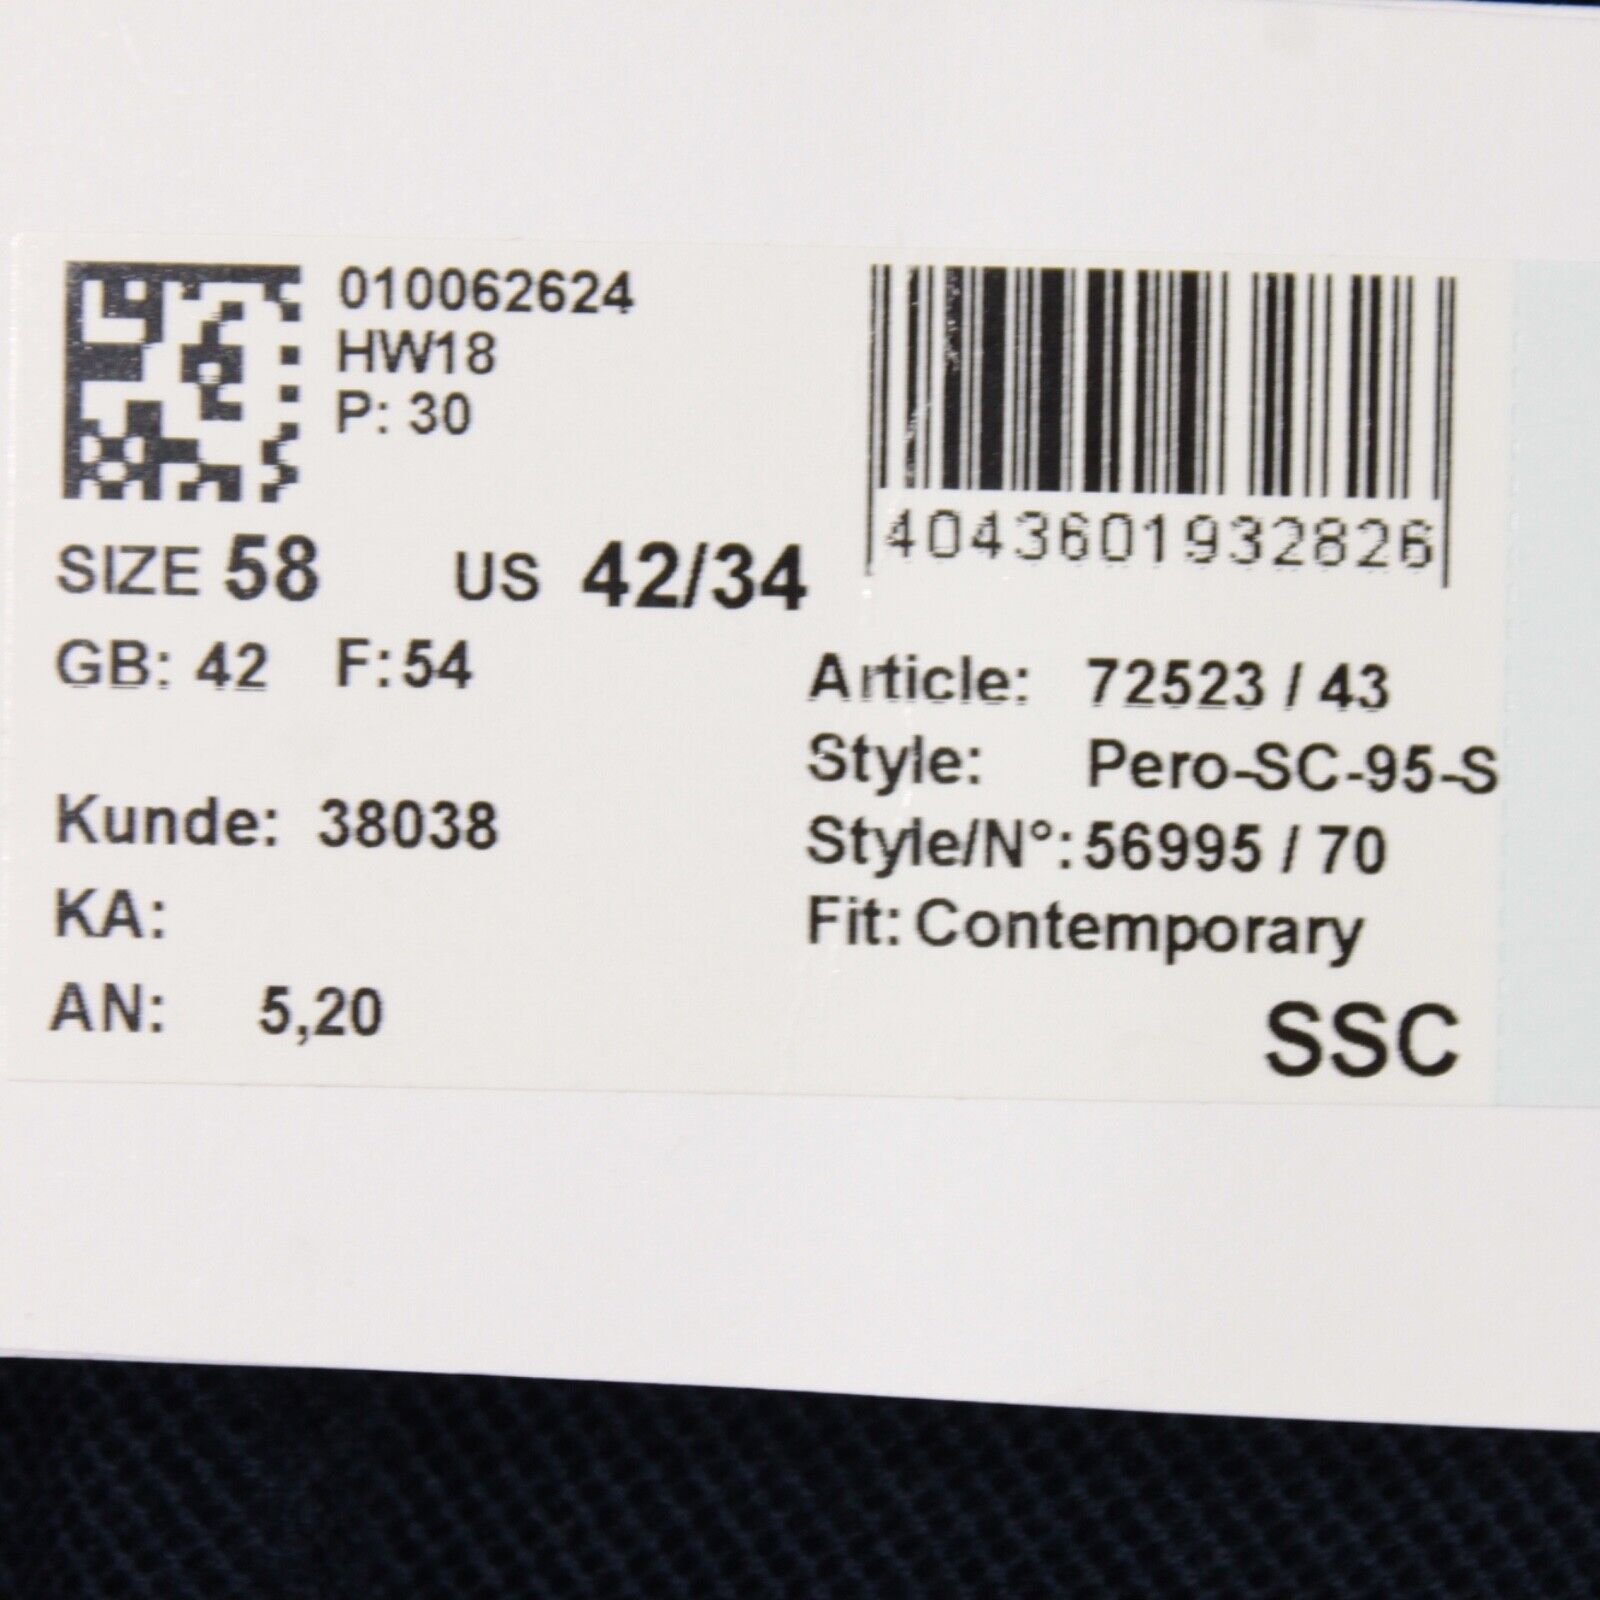 010062624
HW18
P: 30
4043601932826
SIZE 58 US 42/34
GB: 42 F:54
Article: 72523 / 43
Style: Pero-SC-95-S
Kunde: 38038
Style/N°: 56995 / 70
KA:
Fit: Contemporary
AN: 5,20
SSC